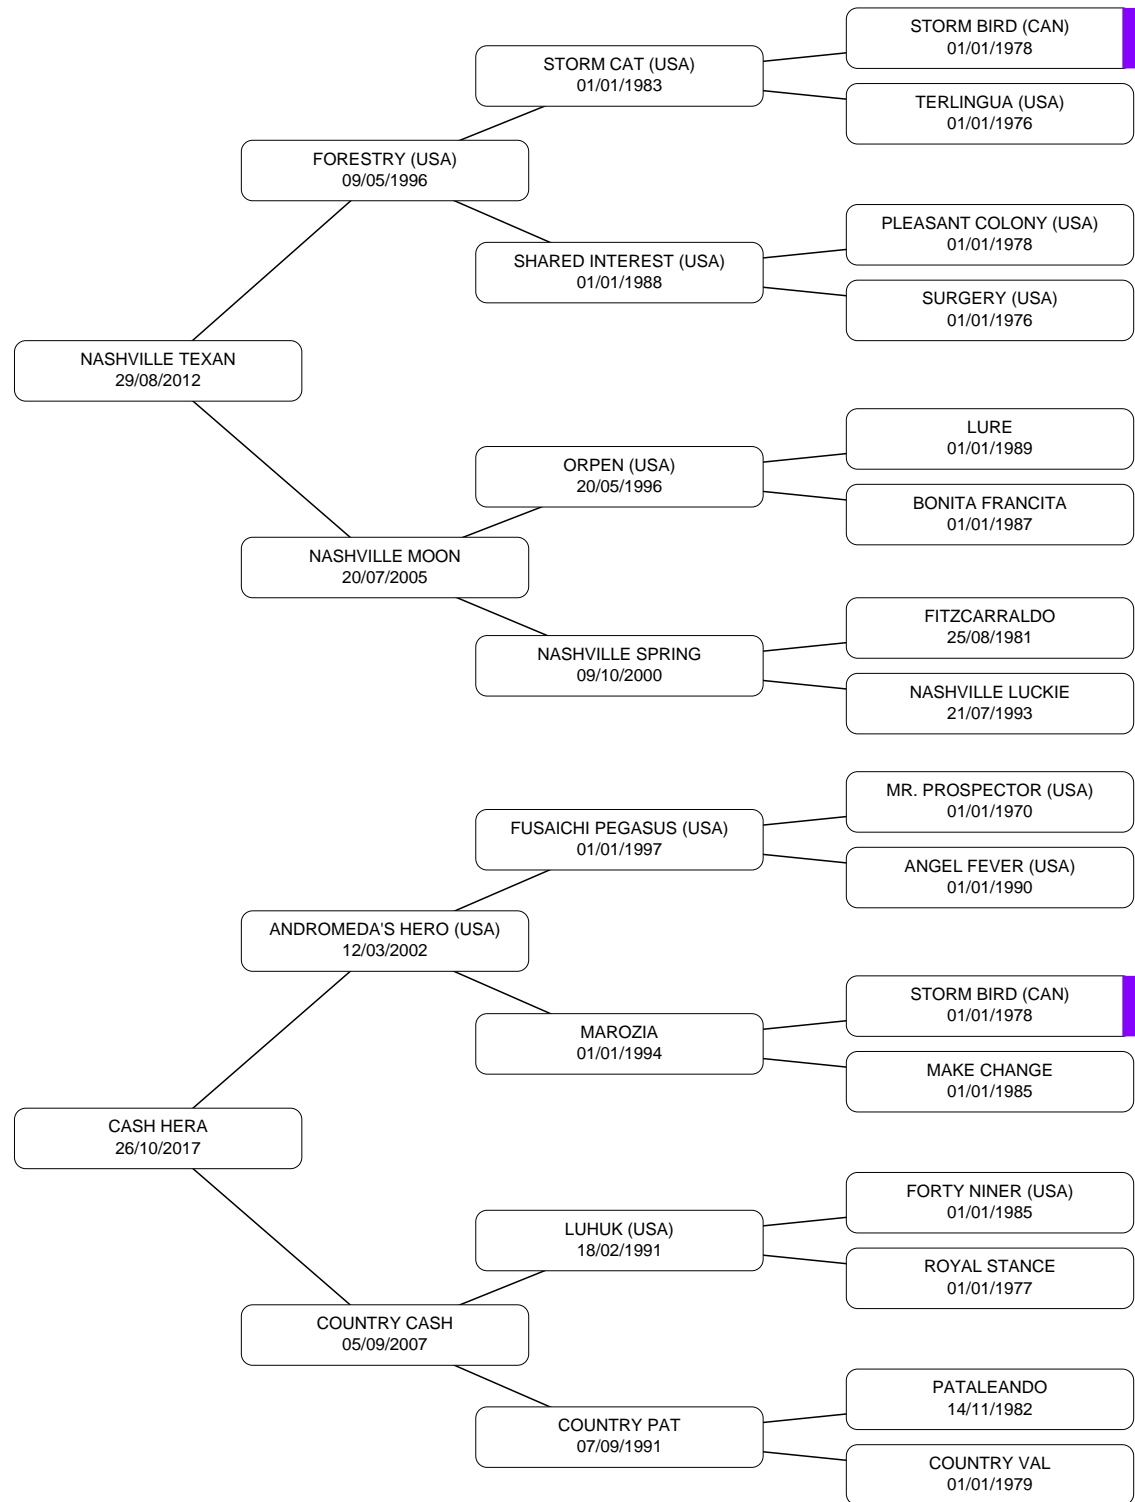 STORM BIRD (CAN)
01/01/1978
STORM CAT (USA)
01/01/1983
TERLINGUA (USA)
01/01/1976
FORESTRY (USA)
09/05/1996
PLEASANT COLONY (USA)
01/01/1978
SHARED INTEREST (USA)
01/01/1988
SURGERY (USA)
01/01/1976
NASHVILLE TEXAN
29/08/2012
LURE
01/01/1989
ORPEN (USA)
20/05/1996
BONITA FRANCITA
01/01/1987
NASHVILLE MOON
20/07/2005
FITZCARRALDO
25/08/1981
NASHVILLE SPRING
09/10/2000
NASHVILLE LUCKIE
21/07/1993
MR. PROSPECTOR (USA)
01/01/1970
FUSAICHI PEGASUS (USA)
01/01/1997
ANGEL FEVER (USA)
01/01/1990
ANDROMEDA'S HERO (USA)
12/03/2002
STORM BIRD (CAN)
01/01/1978
MAROZIA
01/01/1994
MAKE CHANGE
01/01/1985
CASH HERA
26/10/2017
FORTY NINER (USA)
01/01/1985
LUHUK (USA)
18/02/1991
ROYAL STANCE
01/01/1977
COUNTRY CASH
05/09/2007
PATALEANDO
14/11/1982
COUNTRY PAT
07/09/1991
COUNTRY VAL
01/01/1979